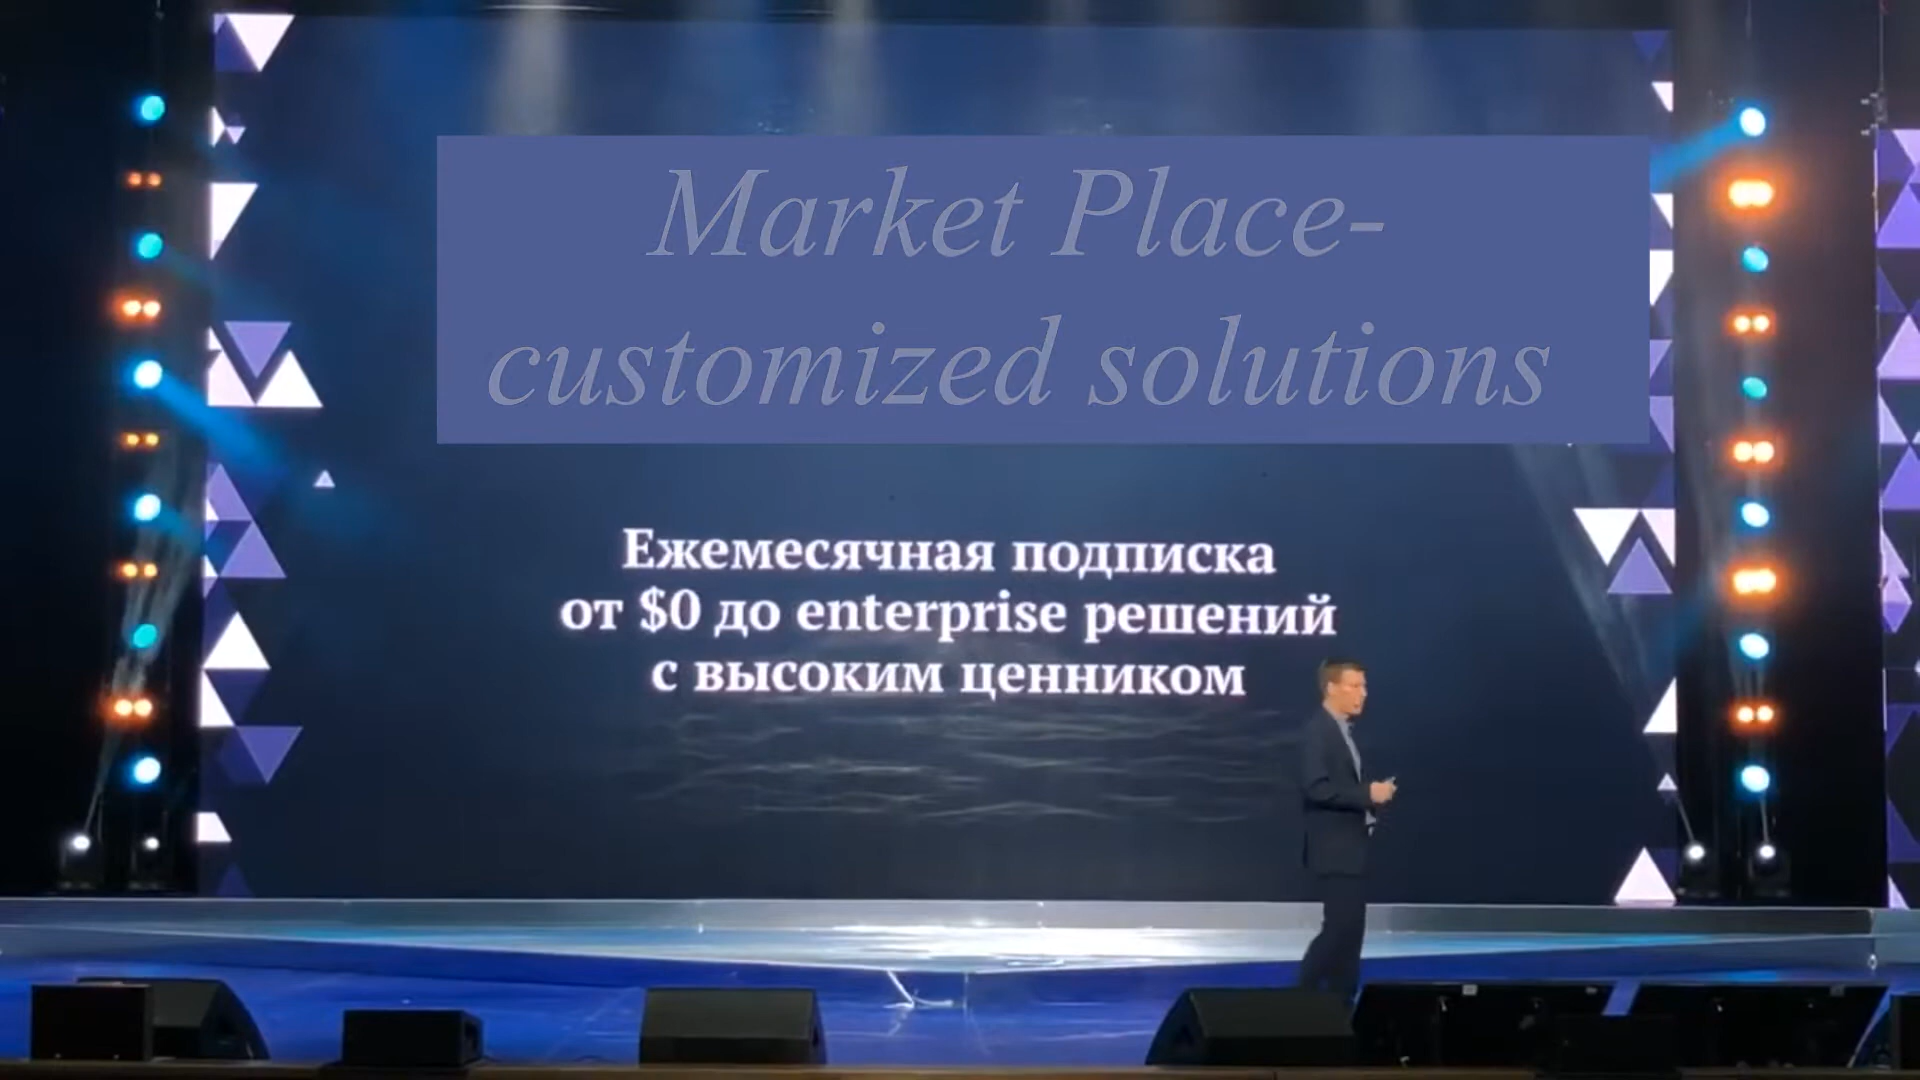 Market Place-
customized solutions
Ежемесячная подписка
от $0 до enterprise решений
с высоким ценником